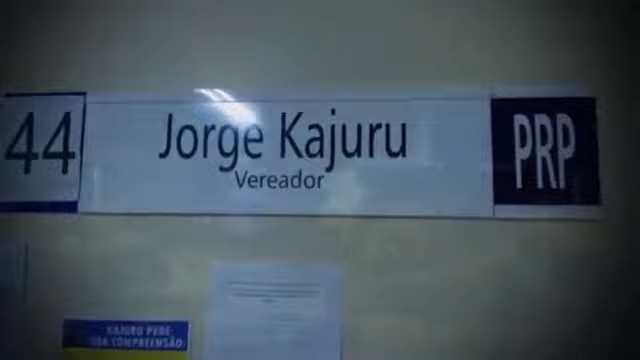 44
Jorge Kajuru
Vereador
PRP
KAJURU PEDE
SUA COMPREENSÃO